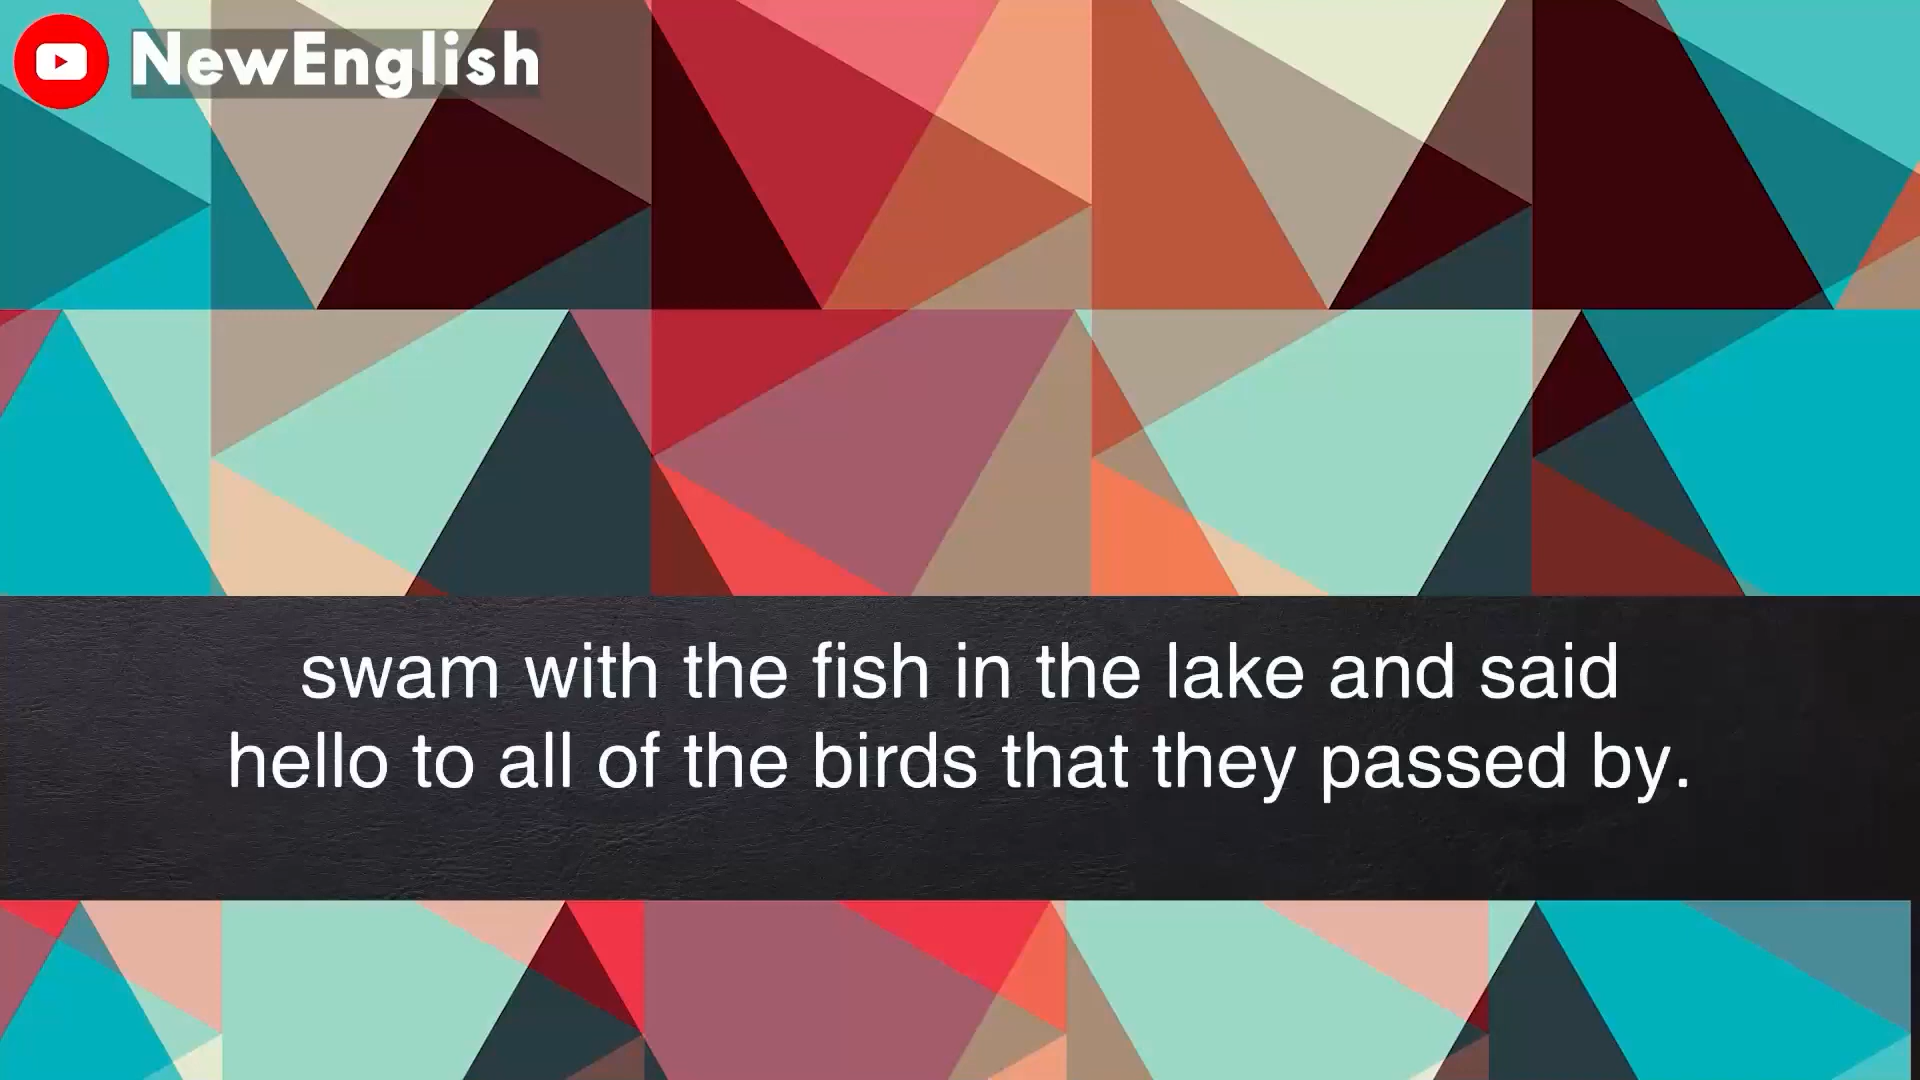 NewEnglish
swam with the fish in the lake and said
hello to all of the birds that they passed by.